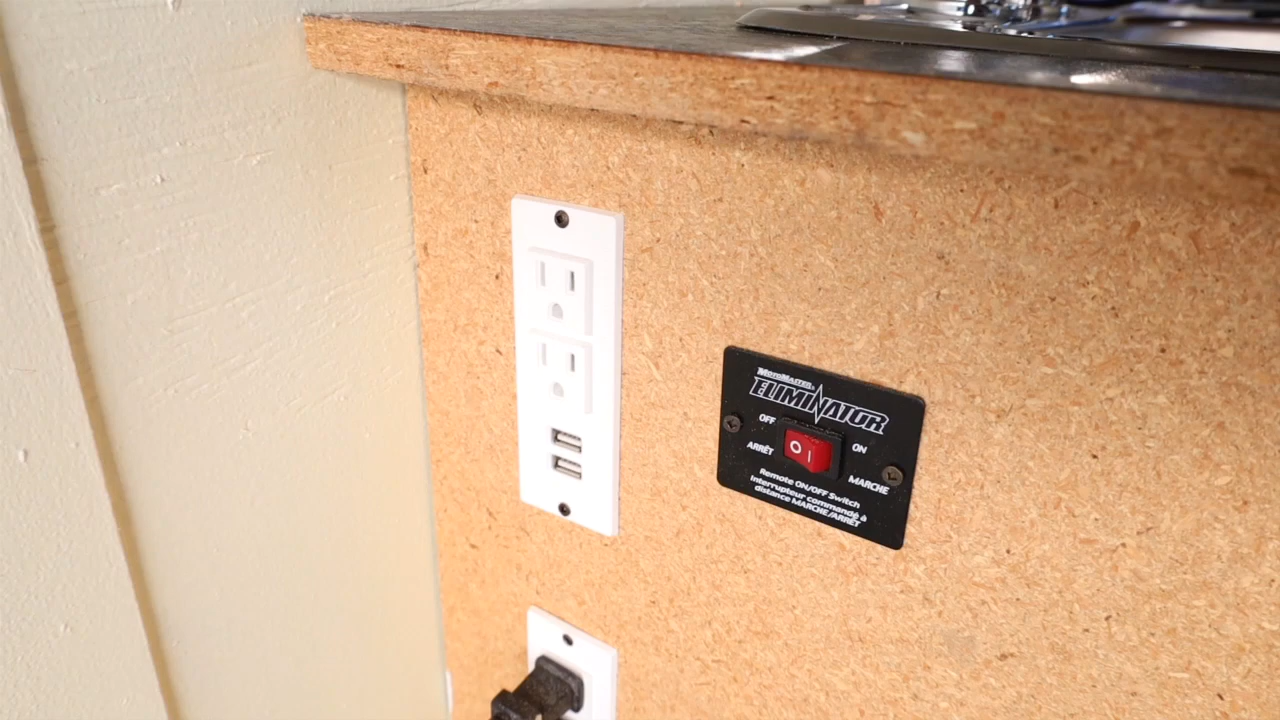 MotoMaster
ELIMINATOR
OFF
ON
ARRÊT
MARCHE
Remote ON/OFF Switch
Interrupteur commandé à
distance MARCHE/ARRÊT